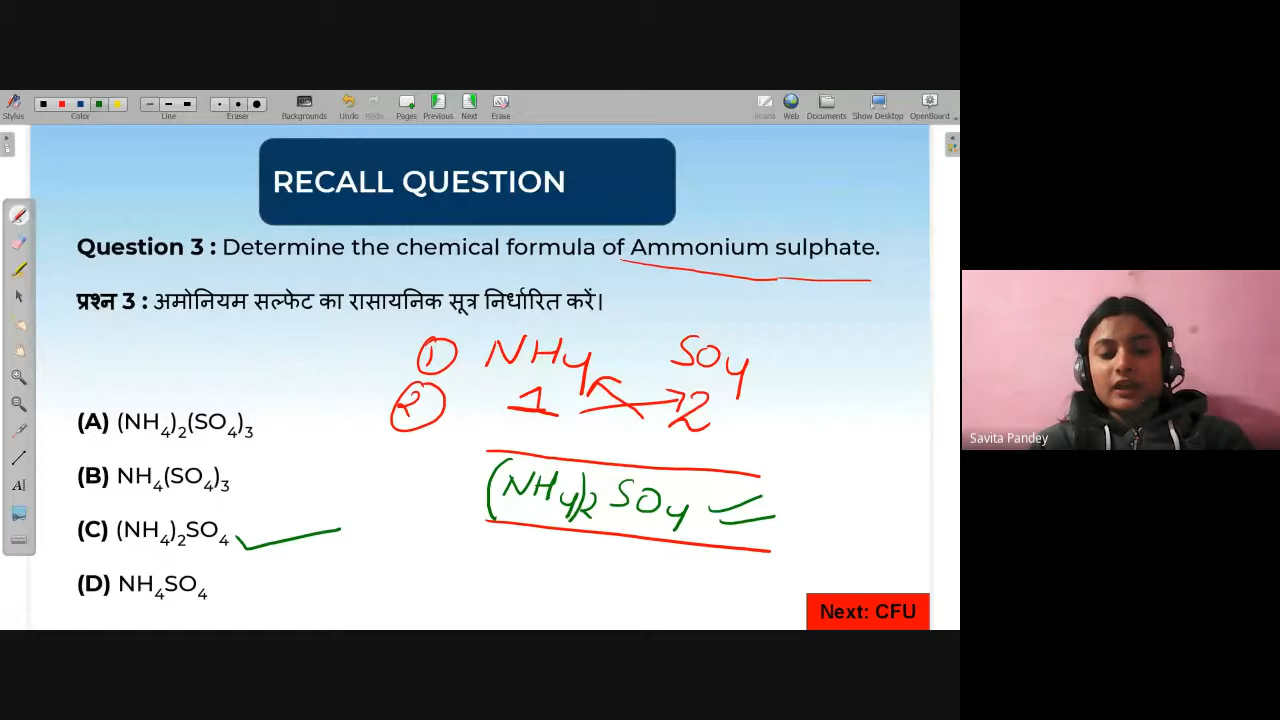 Color
Line
Eraser
Stylus Backgrounds Undo Redo Pages Previous Next Erase Board Web Documents Show Desktop OpenBoard
RECALL QUESTION
Question 3 : Determine the chemical formula of Ammonium sulphate.
प्रश्न 3 : अमोनियम सल्फेट का रासायनिक सूत्र निर्धारित करें।
① NH₄ SO₄
② 1 2
(NH₄)₂ SO₄
(A) (NH₄)₂(SO₄)₃
(B) NH₄(SO₄)₃
(C) (NH₄)₂SO₄
(D) NH₄SO₄
Next: CFU
Savita Pandey